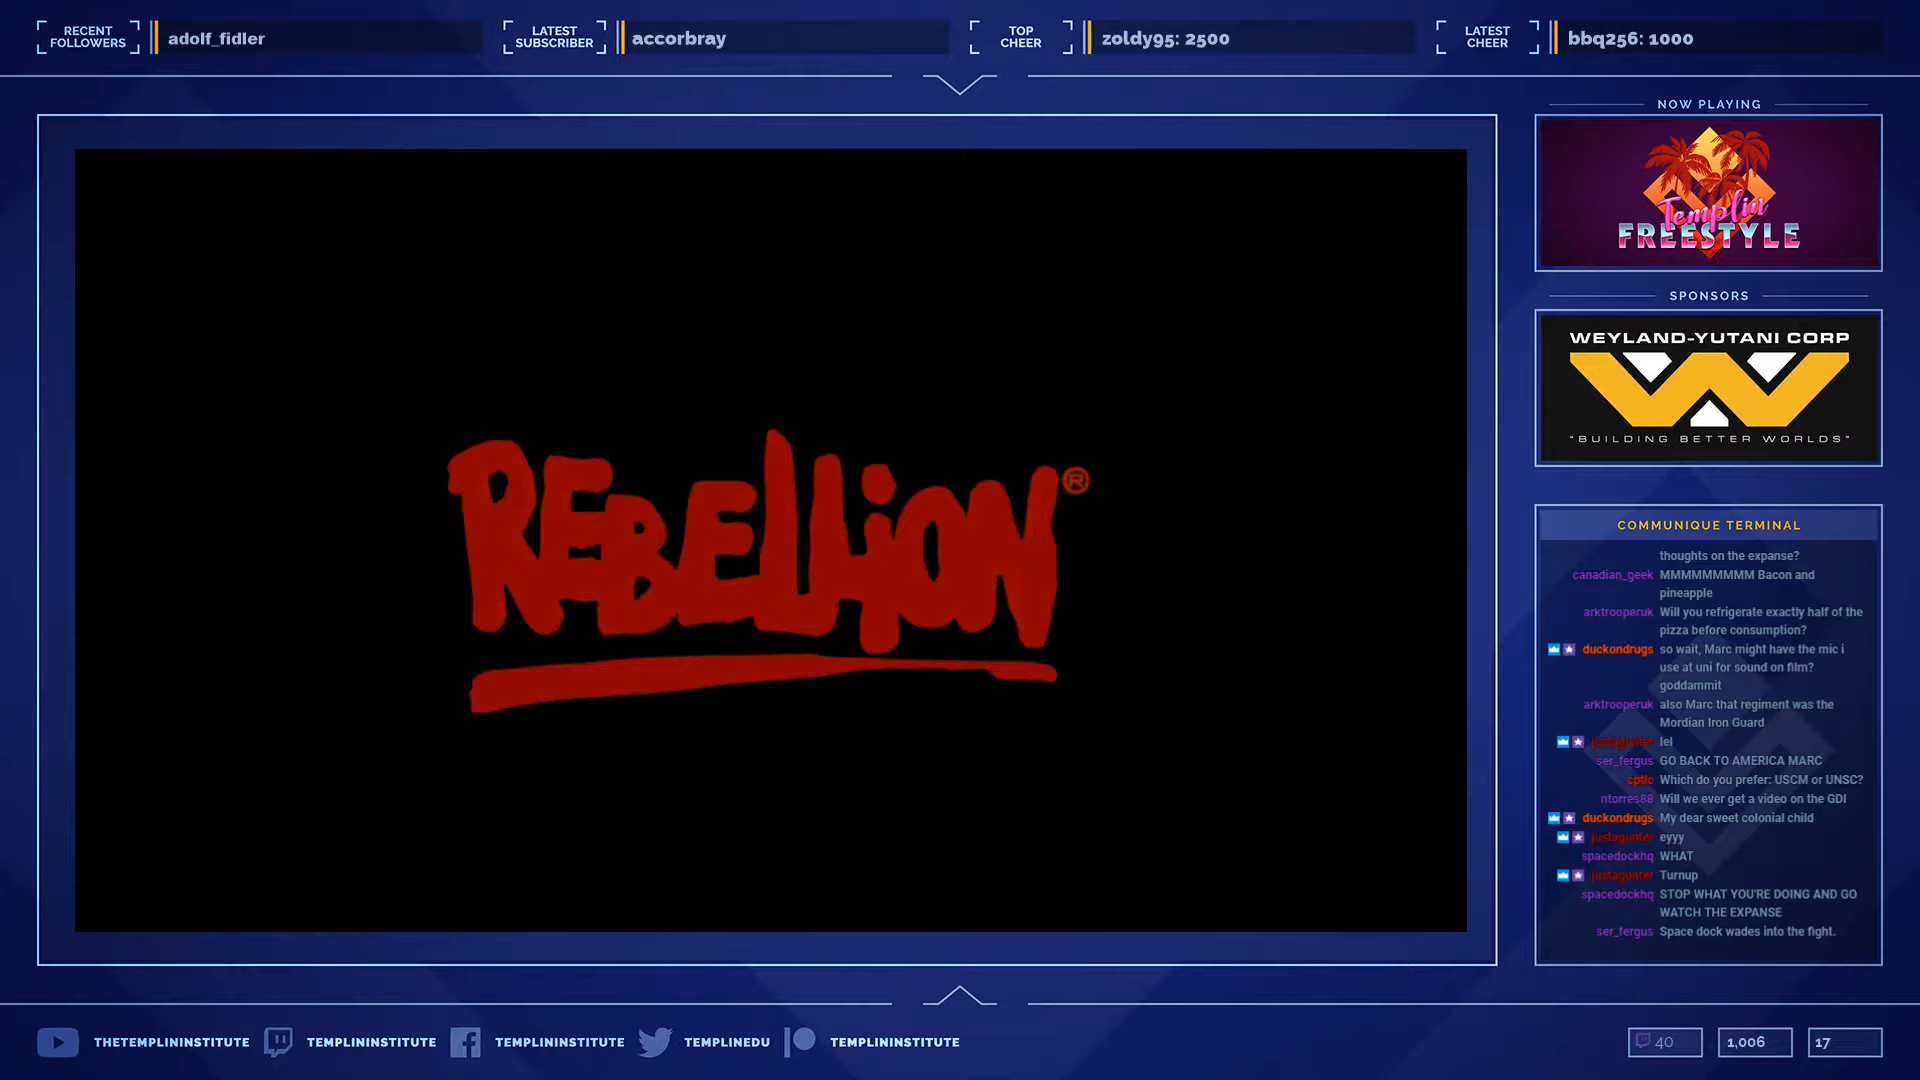 RECENT
FOLLOWERS
adolf_fidler
LATEST
SUBSCRIBER
accorbray
TOP
CHEER
zoldy95: 2500
LATEST
CHEER
bbq256: 1000
REBELLION®
NOW PLAYING
Templin
FREESTYLE
SPONSORS
WEYLAND-YUTANI CORP
"BUILDING BETTER WORLDS"
COMMUNIQUE TERMINAL
thoughts on the expanse?
canadian_geek MMMMMMMMM Bacon and
pineapple
arktrooperuk Will you refrigerate exactly half of the
pizza before consumption?
duckondrugs so wait, Marc might have the mic i
use at uni for sound on film?
goddammit
arktrooperuk also Marc that regiment was the
Mordian Iron Guard
justagunter lel
ser_fergus GO BACK TO AMERICA MARC
cptlc Which do you prefer: USCM or UNSC?
ntorres88 Will we ever get a video on the GDI
duckondrugs My dear sweet colonial child
justagunter eyyy
spacedockhq WHAT
justagunter Turnup
spacedockhq STOP WHAT YOU'RE DOING AND GO
WATCH THE EXPANSE
ser_fergus Space dock wades into the fight.
THETEMPLININSTITUTE
TEMPLININSTITUTE
TEMPLININSTITUTE
TEMPLINEDU
TEMPLININSTITUTE
40
1,006
17